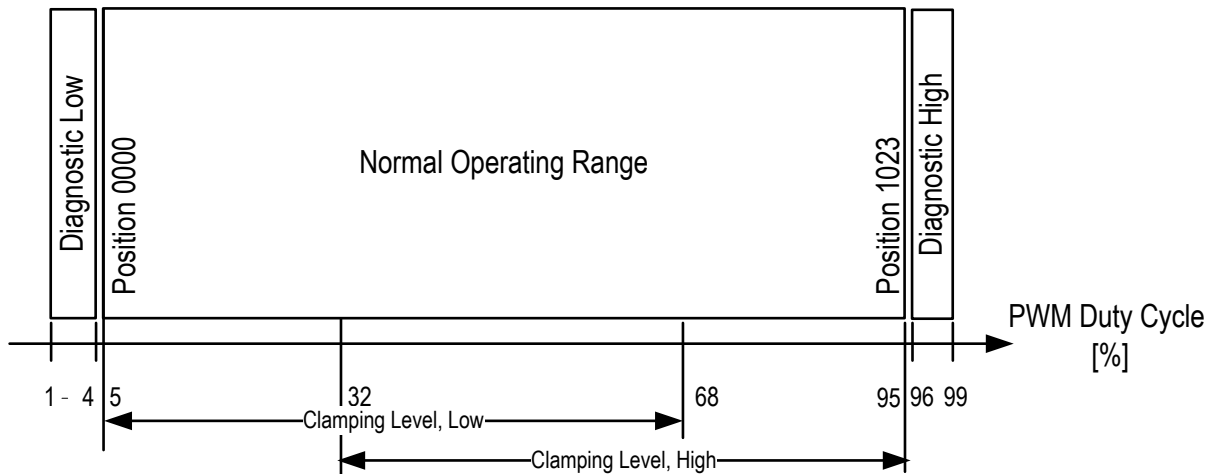 Diagnostic Low
Position 0000
Normal Operating Range
Position 1023
Diagnostic High
PWM Duty Cycle
[%]
1 - 4 5 32 68 95 96 99
Clamping Level, Low
Clamping Level, High